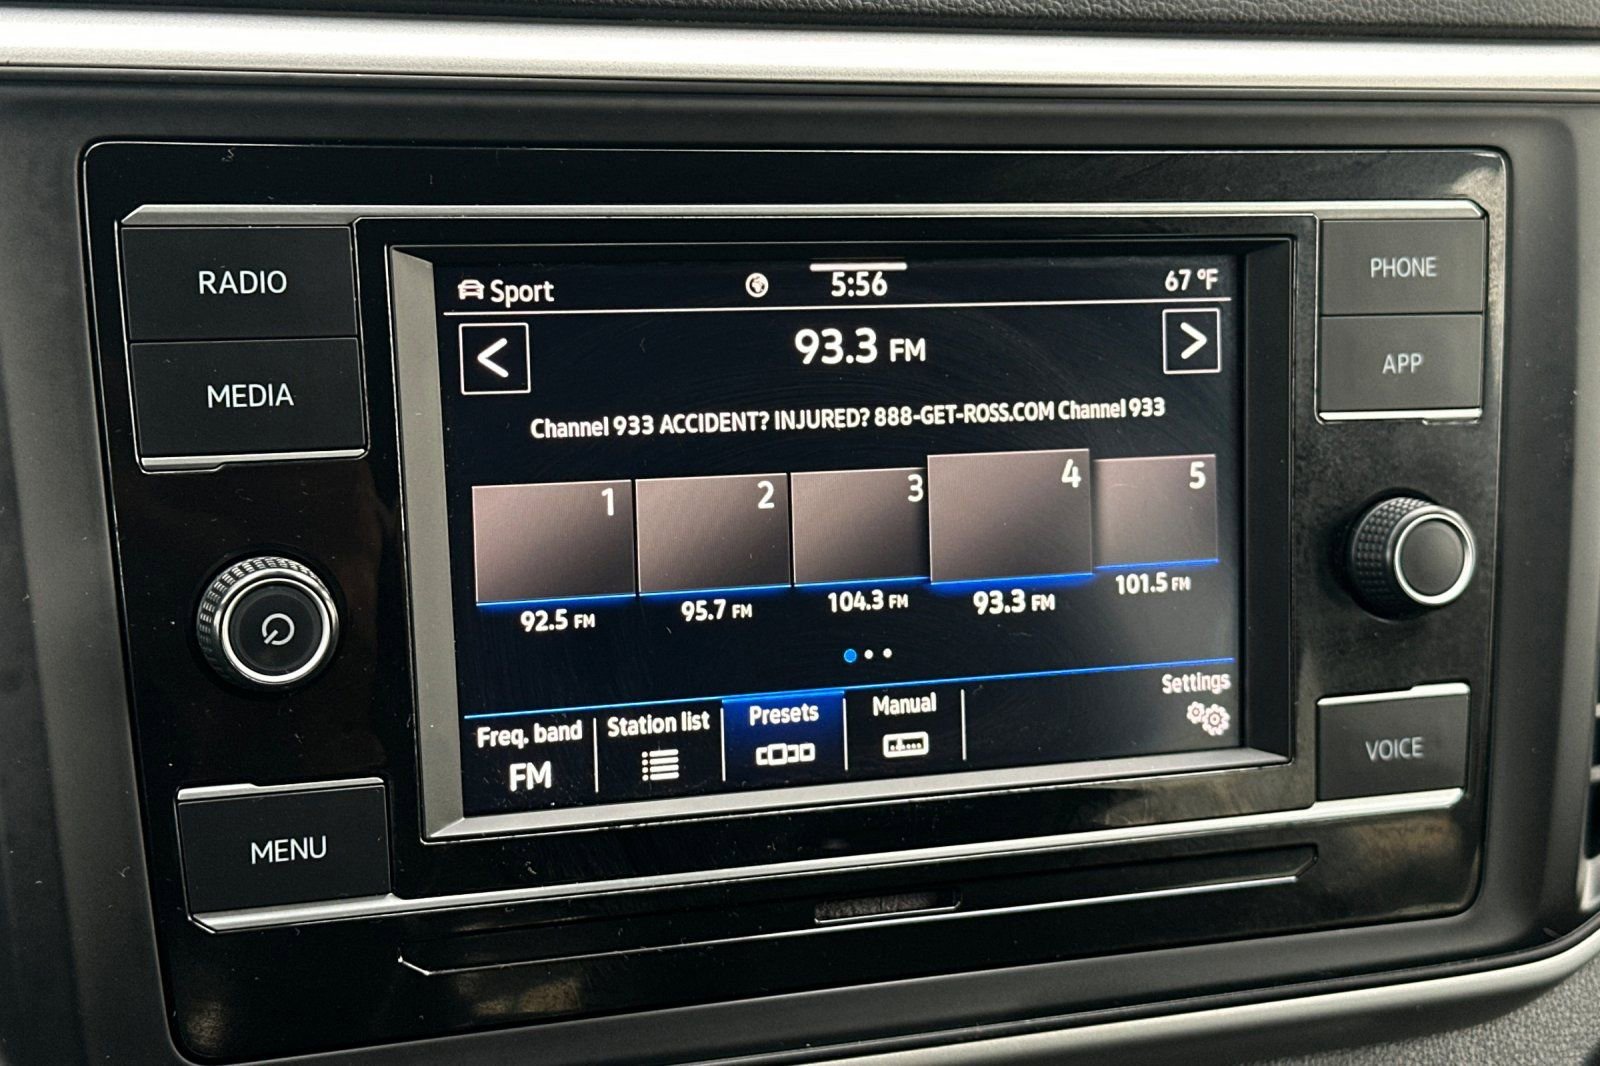 RADIO
MEDIA
MENU
Sport
5:56
67 °F
93.3 FM
Channel 933 ACCIDENT? INJURED? 888-GET-ROSS.COM Channel 933
1
2
3
4
5
92.5 FM
95.7 FM
104.3 FM
93.3 FM
101.5 FM
Freq. band
FM
Station list
Presets
Manual
Settings
PHONE
APP
VOICE